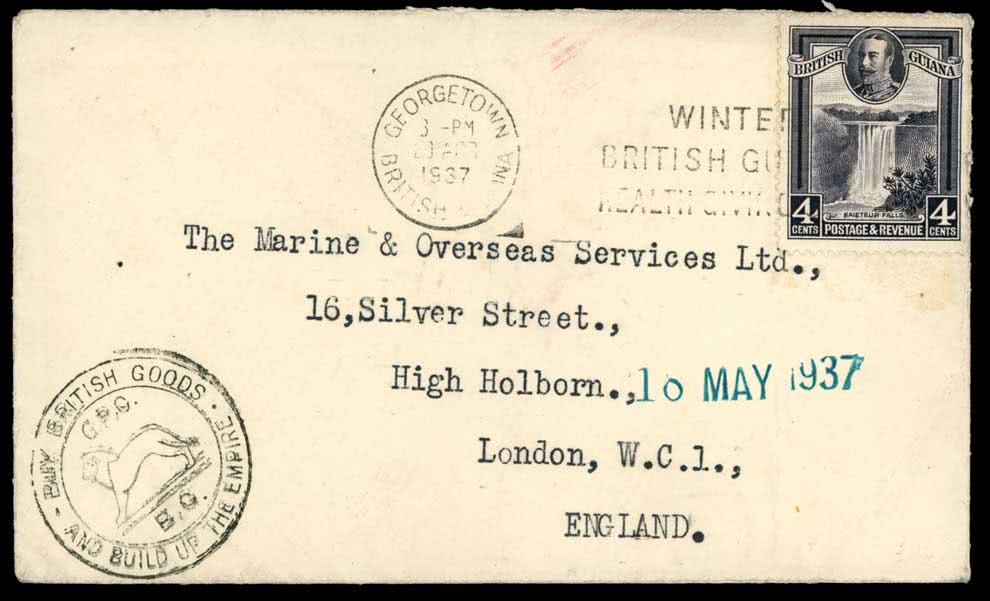 GEORGETOWN
3 -PM
1937
BRITISH INA
WINTE
BRITISH GU
HEALTH GIVING
BRITISH GUIANA
KAIETEUR FALLS
4 CENTS POSTAGE & REVENUE 4 CENTS
The Marine & Overseas Services Ltd.,
16,Silver Street.,
High Holborn.,
10 MAY 1937
London, W.C.1.,
ENGLAND.
BUY BRITISH GOODS · AND BUILD UP THE EMPIRE -
G.P.O.
B.G.